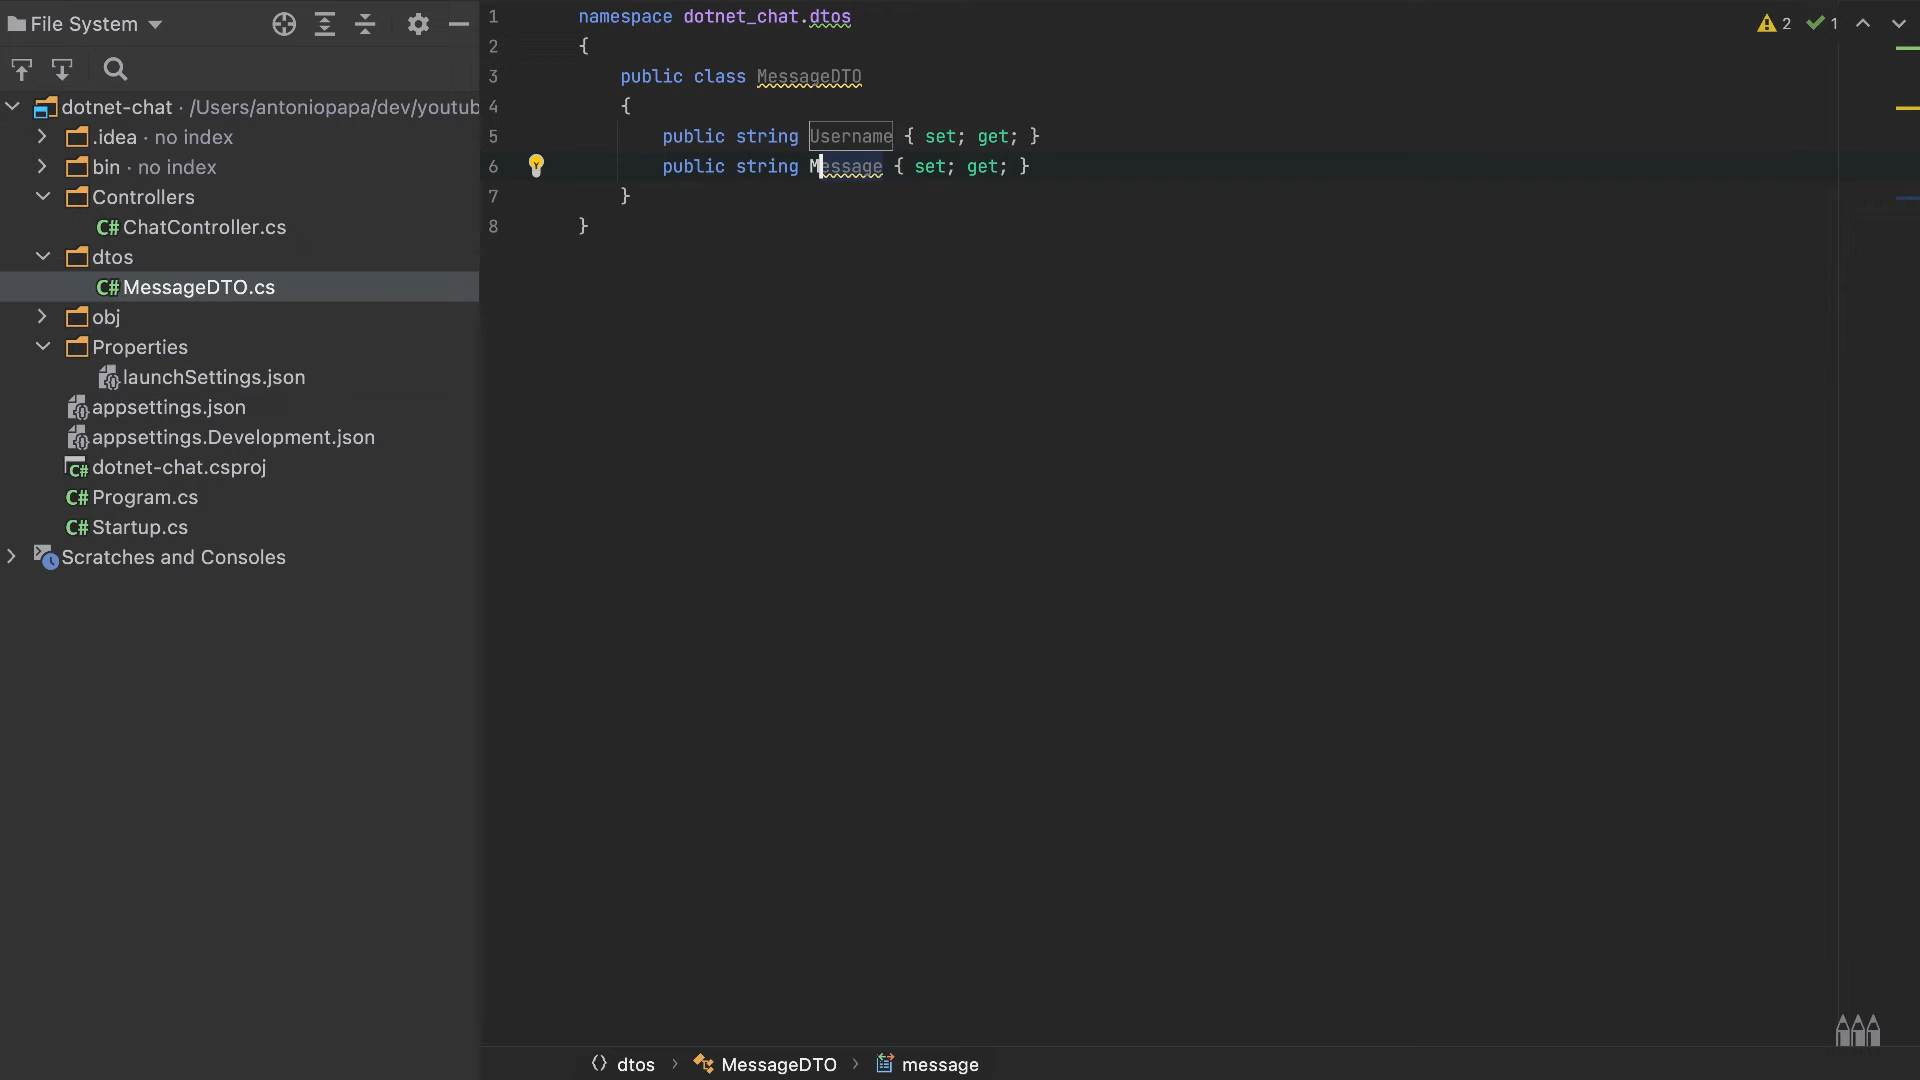 File System
dotnet-chat · /Users/antoniopapa/dev/youtub
.idea · no index
bin · no index
Controllers
C# ChatController.cs
dtos
C# MessageDTO.cs
obj
Properties
launchSettings.json
appsettings.json
appsettings.Development.json
C# dotnet-chat.csproj
C# Program.cs
C# Startup.cs
Scratches and Consoles
1 namespace dotnet_chat.dtos
2 {
3 public class MessageDTO
4 {
5 public string Username { set; get; }
6 public string Message { set; get; }
7 }
8 }
2 1
dtos > MessageDTO > message